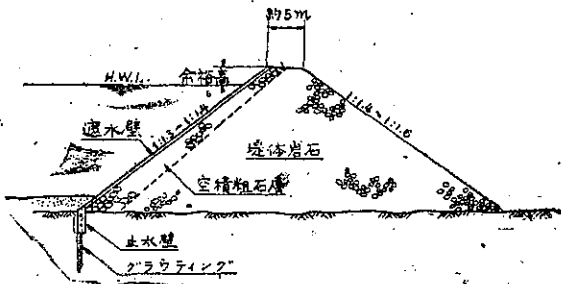 約5m
H.W.L.
余裕高
1:1.3~1:1.4
1:1.4~1:1.6
遮水壁
堤体岩石
空積粗石層
止水壁
グラウティング